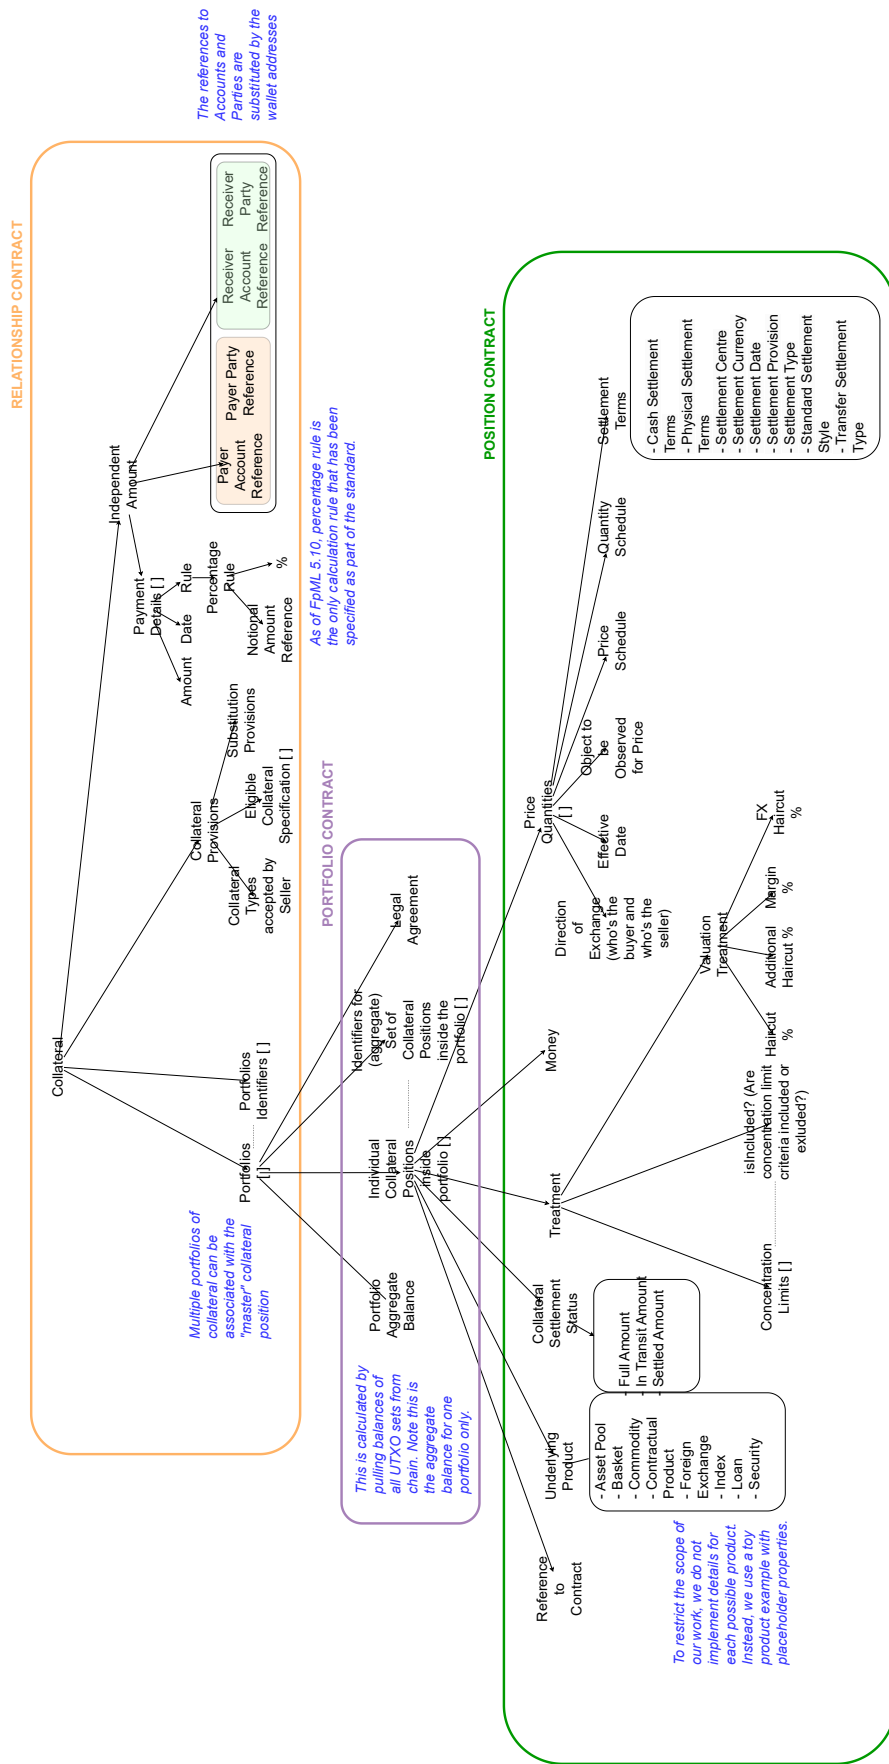 RELATIONSHIP CONTRACT
The references to
Accounts and
Parties are
substituted by the
wallet addresses
Collateral
Independent
Amount
Payment
Details [ ]
Amount
Date
Rule
Percentage
Rule
Notional
Amount
Reference
%
Payer
Account
Reference
Payer Party
Reference
Receiver
Account
Reference
Receiver
Party
Reference
Collateral
Provisions
Collateral
Types
accepted by
Seller
Eligible
Collateral
Specification [ ]
Substitution
Provisions
Multiple portfolios of
collateral can be
associated with the
"master" collateral
position
Portfolios
[ ]
Portfolios
Identifiers [ ]
As of FpML 5.10, percentage rule is
the only calculation rule that has been
specified as part of the standard.
PORTFOLIO CONTRACT
This is calculated by
pulling balances of
all UTXO sets from
chain. Note this is
the aggregate
balance for one
portfolio only.
Portfolio
Aggregate
Balance
Individual
Collateral
Positions
inside
portfolio [ ]
Identifiers for
(aggregate)
Set of
Collateral
Positions
inside the
portfolio [ ]
Legal
Agreement
POSITION CONTRACT
Reference
to
Contract
Underlying
Product
- Asset Pool
- Basket
- Commodity
- Contractual
Product
- Foreign
Exchange
- Index
- Loan
- Security
To restrict the scope of
our work, we do not
implement details for
each possible product.
Instead, we use a toy
product example with
placeholder properties.
Collateral
Settlement
Status
- Full Amount
- In Transit Amount
- Settled Amount
Treatment
Concentration
Limits [ ]
isIncluded? (Are
concentration limit
criteria included or
exluded?)
Valuation
Treatment
Haircut
%
Additional
Haircut %
Margin
%
FX
Haircut
%
Money
Price
Quantities
[ ]
Direction
of
Exchange
(who's the
buyer and
who's the
seller)
Effective
Date
Object to
be
Observed
for Price
Price
Schedule
Quantity
Schedule
Settlement
Terms
- Cash Settlement
Terms
- Physical Settlement
Terms
- Settlement Centre
- Settlement Currency
- Settlement Date
- Settlement Provision
- Settlement Type
- Standard Settlement
Style
- Transfer Settlement
Type